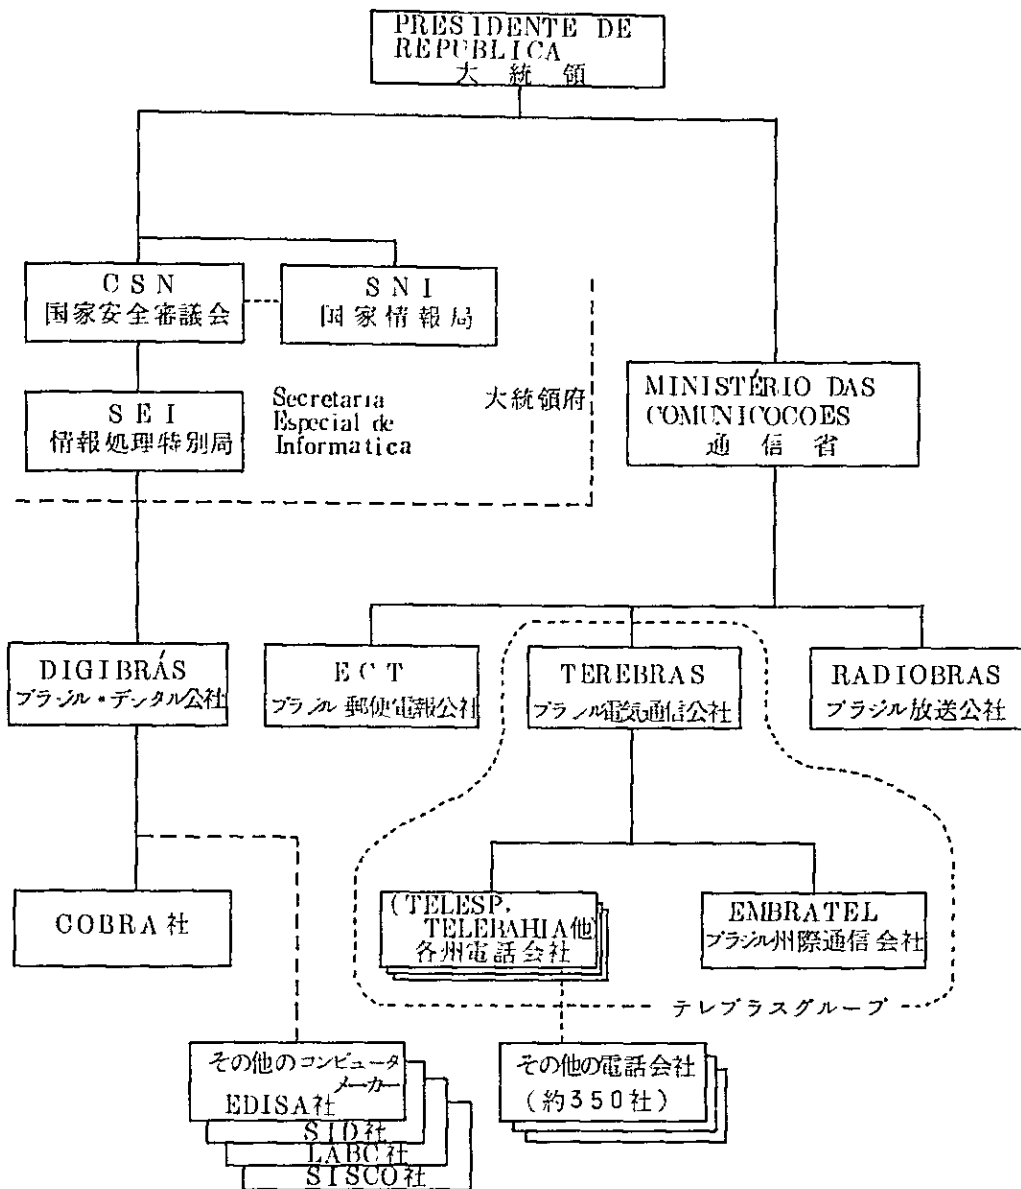 PRESIDENTE DE
REPUBLICA
大統領
CSN
国家安全審議会
SNI
国家情報局
SEI
情報処理特別局
Secretaria
Especial de
Informatica
大統領府
MINISTÉRIO DAS
COMUNICOCOES
通信省
DIGIBRÁS
ブラジル・デジタル公社
ECT
ブラジル郵便電報公社
TEREBRAS
ブラジル電気通信公社
RADIOBRAS
ブラジル放送公社
COBRA社
(TELESP,
TELEBAHIA他)
各州電話会社
EMBRATEL
ブラジル州際通信会社
テレブラスグループ
その他のコンピュータ
メーカー
EDISA社
SID社
LABC社
SISCO社
その他の電話会社
(約350社)